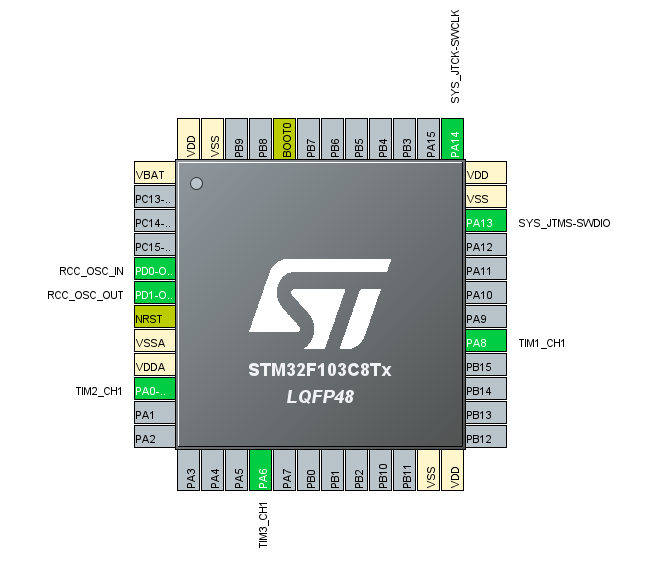 SYS_JTCK-SWCLK
VDD
VSS
PB9
PB8
BOOT0
PB7
PB6
PB5
PB4
PB3
PA15
PA14
VBAT
PC13-..
PC14-..
PC15-..
RCC_OSC_IN PD0-O..
RCC_OSC_OUT PD1-O..
NRST
VSSA
VDDA
TIM2_CH1 PA0-..
PA1
PA2
ST
STM32F103C8Tx
LQFP48
VDD
VSS
PA13 SYS_JTMS-SWDIO
PA12
PA11
PA10
PA9
PA8 TIM1_CH1
PB15
PB14
PB13
PB12
PA3
PA4
PA5
PA6
PA7
PB0
PB1
PB2
PB10
PB11
VSS
VDD
TIM3_CH1